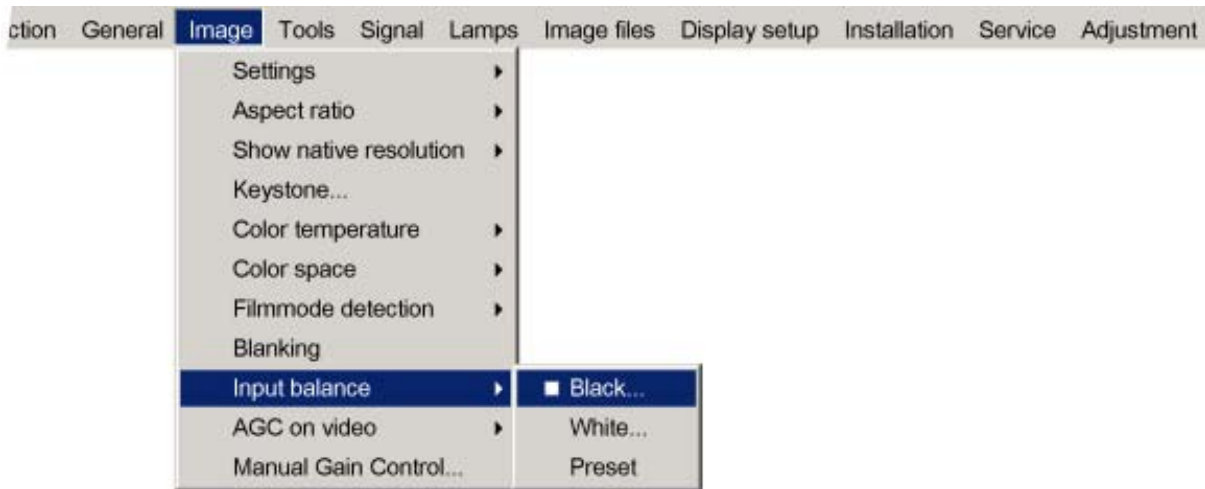 ction General Image Tools Signal Lamps Image files Display setup Installation Service Adjustment
Settings
Aspect ratio
Show native resolution
Keystone...
Color temperature
Color space
Filmmode detection
Blanking
Input balance
Black...
AGC on video
White...
Manual Gain Control...
Preset